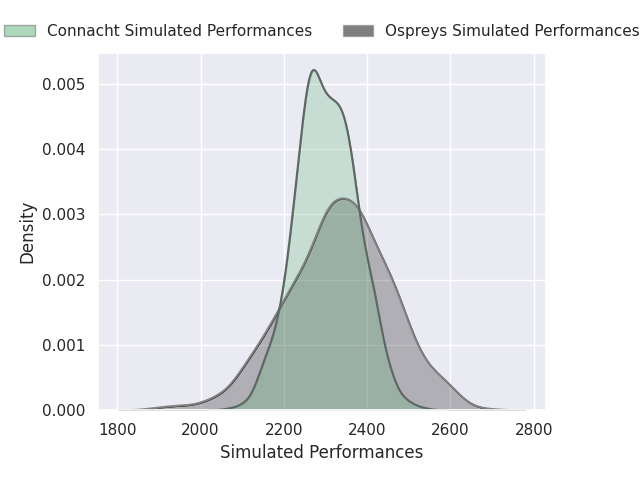 Connacht Simulated Performances
Ospreys Simulated Performances
0.005
0.004
0.003
0.002
0.001
0.000
Density
1800 2000 2200 2400 2600 2800
Simulated Performances